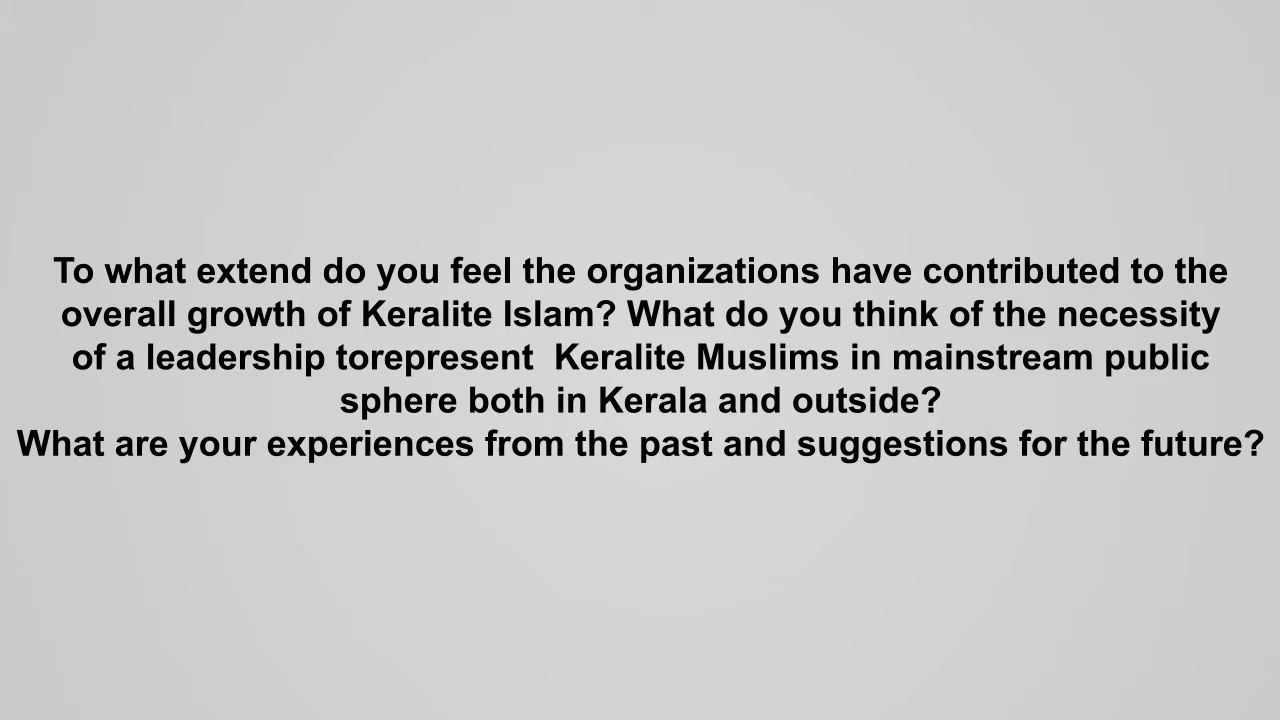 To what extend do you feel the organizations have contributed to the
overall growth of Keralite Islam? What do you think of the necessity
of a leadership torepresent  Keralite Muslims in mainstream public
sphere both in Kerala and outside?
What are your experiences from the past and suggestions for the future?